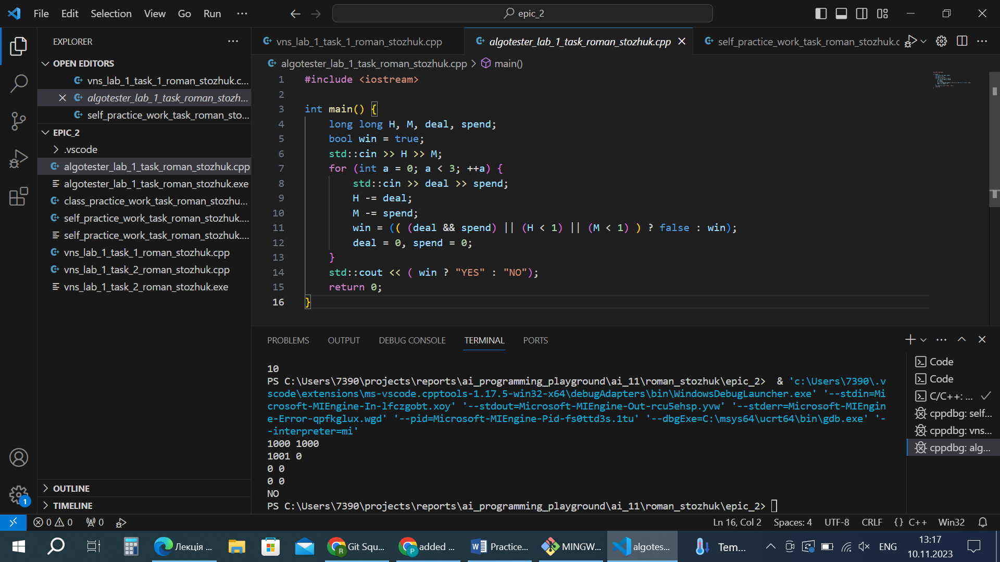 File Edit Selection View Go Run ···
epic_2
EXPLORER
OPEN EDITORS
vns_lab_1_task_1_roman_stozhuk.c...
algotester_lab_1_task_roman_stozh...
self_practice_work_task_roman_sto...
EPIC_2
.vscode
algotester_lab_1_task_roman_stozhuk.cpp
algotester_lab_1_task_roman_stozhuk.exe
class_practice_work_task_roman_stozhu...
self_practice_work_task_roman_stozhuk....
self_practice_work_task_roman_stozhuk....
vns_lab_1_task_1_roman_stozhuk.cpp
vns_lab_1_task_2_roman_stozhuk.cpp
vns_lab_1_task_2_roman_stozhuk.exe
OUTLINE
TIMELINE
1
vns_lab_1_task_1_roman_stozhuk.cpp algotester_lab_1_task_roman_stozhuk.cpp self_practice_work_task_roman_stozhuk.c
algotester_lab_1_task_roman_stozhuk.cpp > main()
1 #include <iostream>
2
3 int main() {
4 long long H, M, deal, spend;
5 bool win = true;
6 std::cin >> H >> M;
7 for (int a = 0; a < 3; ++a) {
8 std::cin >> deal >> spend;
9 H -= deal;
10 M -= spend;
11 win = (( (deal && spend) || (H < 1) || (M < 1) ) ? false : win);
12 deal = 0, spend = 0;
13 }
14 std::cout << ( win ? "YES" : "NO");
15 return 0;
16 }
PROBLEMS OUTPUT DEBUG CONSOLE TERMINAL PORTS
10
PS C:\Users\7390\projects\reports\ai_programming_playground\ai_11\roman_stozhuk\epic_2> & 'c:\Users\7390\.v
scode\extensions\ms-vscode.cpptools-1.17.5-win32-x64\debugAdapters\bin\WindowsDebugLauncher.exe' '--stdin=Mi
crosoft-MIEngine-In-lfczgobt.xoy' '--stdout=Microsoft-MIEngine-Out-rcu5ehsp.yvw' '--stderr=Microsoft-MIEngin
e-Error-qpfkglux.wgd' '--pid=Microsoft-MIEngine-Pid-fs0ttd3s.1tu' '--dbgExe=C:\msys64\ucrt64\bin\gdb.exe' '-
-interpreter=mi'
1000 1000
1001 0
0 0
0 0
NO
PS C:\Users\7390\projects\reports\ai_programming_playground\ai_11\roman_stozhuk\epic_2>
Code
Code
C/C++: ...
cppdbg: self...
cppdbg: vns...
cppdbg: alg...
0 0 0 Ln 16, Col 2 Spaces: 4 UTF-8 CRLF {} C++ Win32
Лекція ... Git Squ... added ... Practice... MINGW... algotes... Tem... ENG
13:17
10.11.2023